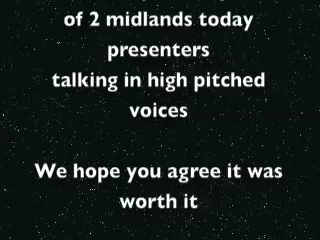 of 2 midlands today
presenters
talking in high pitched
voices
We hope you agree it was
worth it